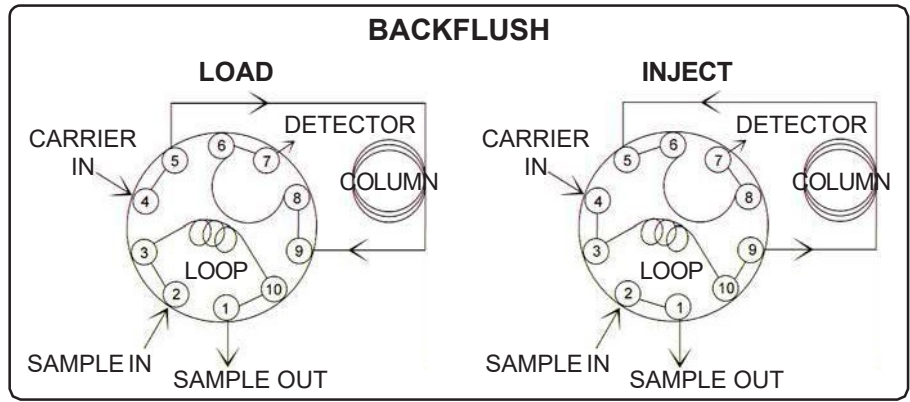 BACKFLUSH
LOAD
CARRIER
IN
DETECTOR
6
7
5
4
8
COLUMN
3
9
LOOP
2
1
10
SAMPLE IN
SAMPLE OUT
INJECT
CARRIER
IN
DETECTOR
6
7
5
4
8
COLUMN
3
9
LOOP
2
1
10
SAMPLE IN
SAMPLE OUT